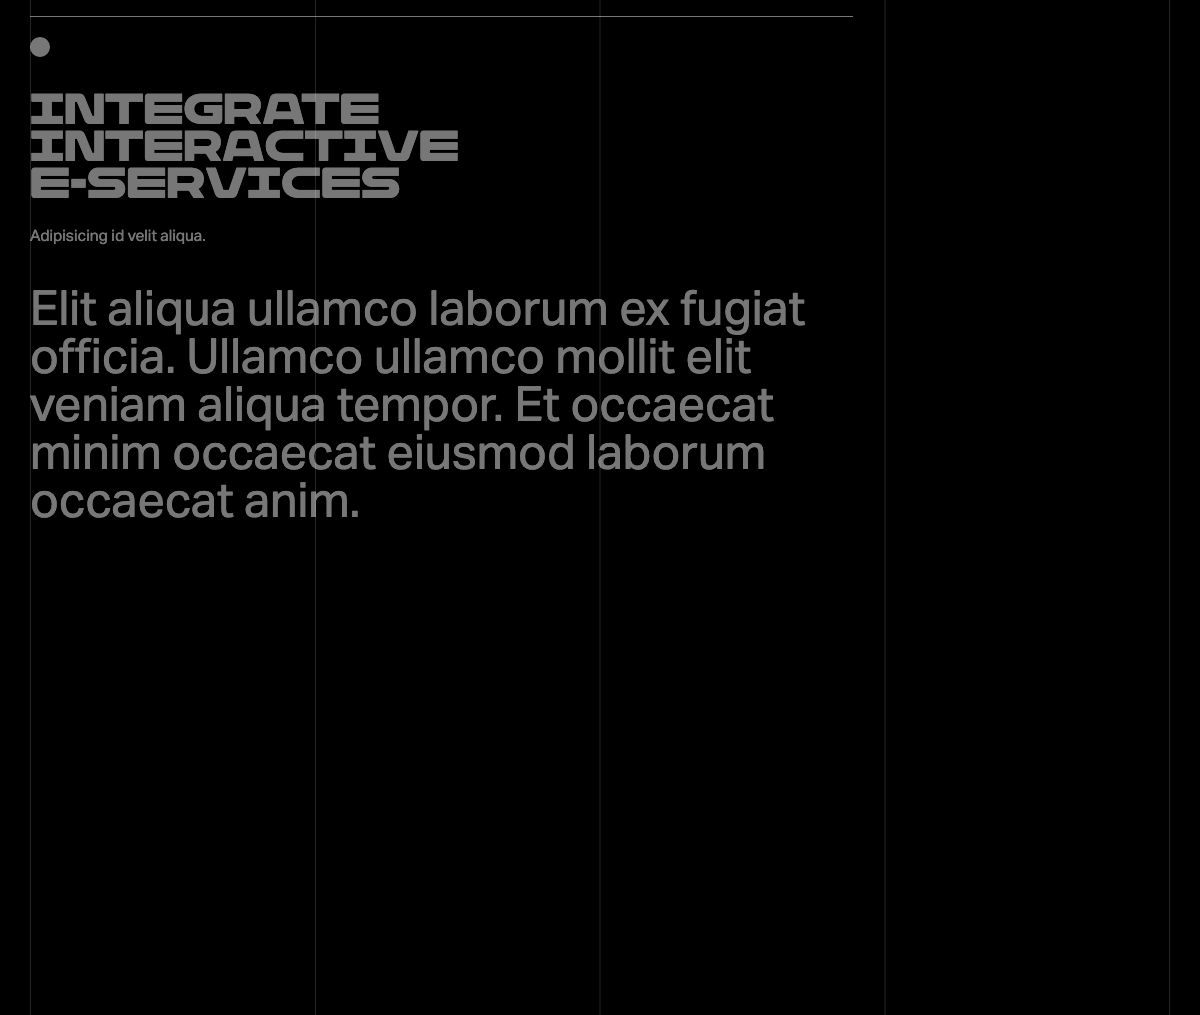 INTEGRATE
INTERACTIVE
E-SERVICES
Adipisicing id velit aliqua.
Elit aliqua ullamco laborum ex fugiat
officia. Ullamco ullamco mollit elit
veniam aliqua tempor. Et occaecat
minim occaecat eiusmod laborum
occaecat anim.